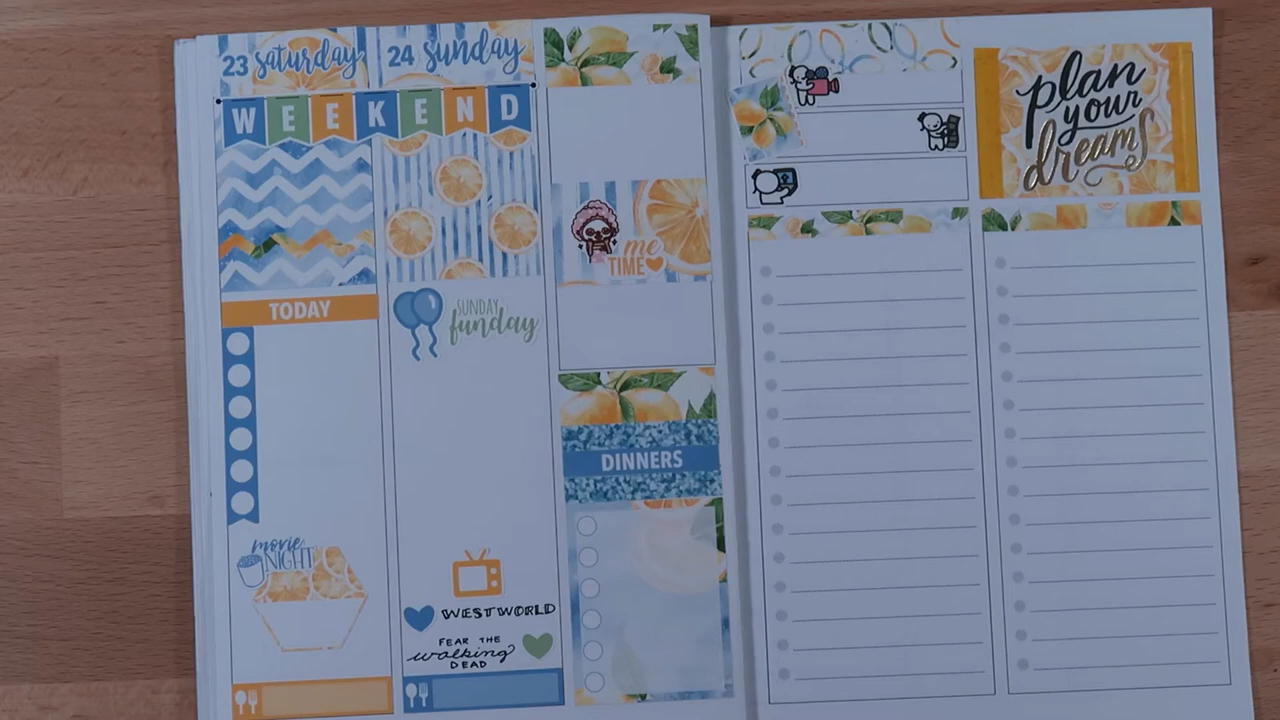 23 saturday
24 sunday
WEEKEND
TODAY
movie
NIGHT
SUNDAY
funday
WESTWORLD
FEAR THE
walking
DEAD
me
TIME
DINNERS
plan
your
dreams